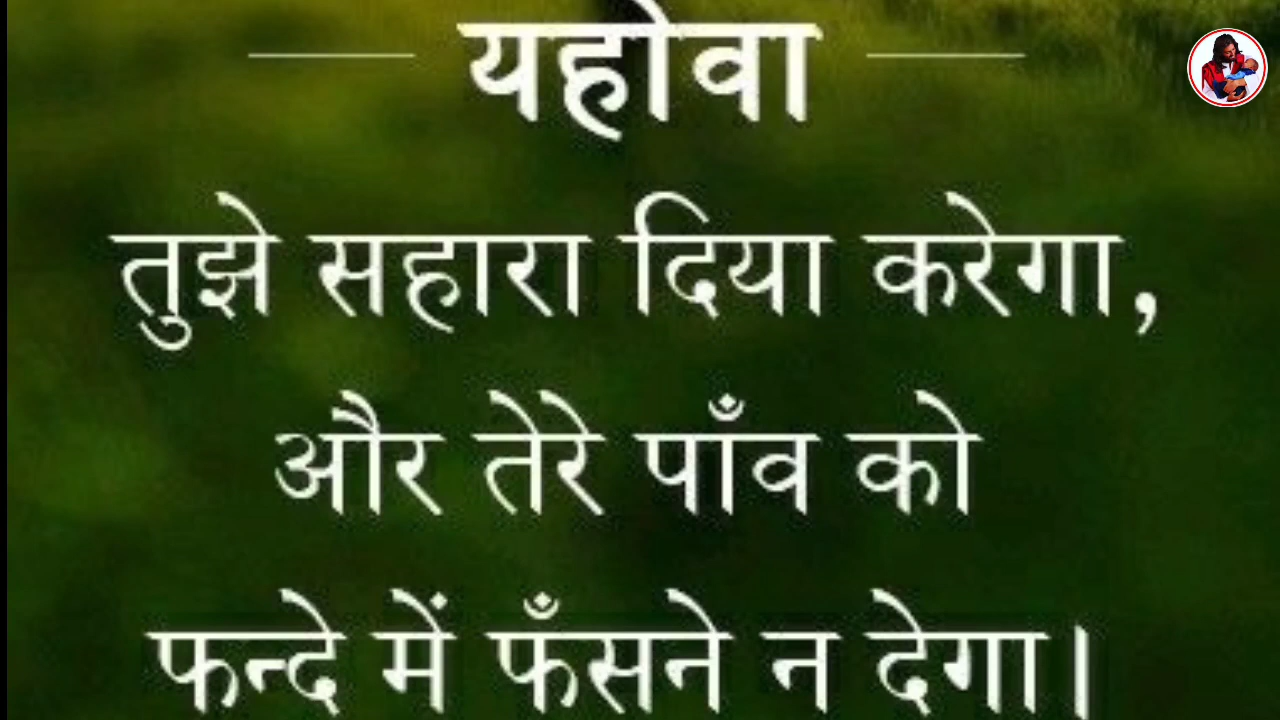 यहोवा
तुझे सहारा दिया करेगा,
और तेरे पाँव को
फन्दे में फँसने न देगा।